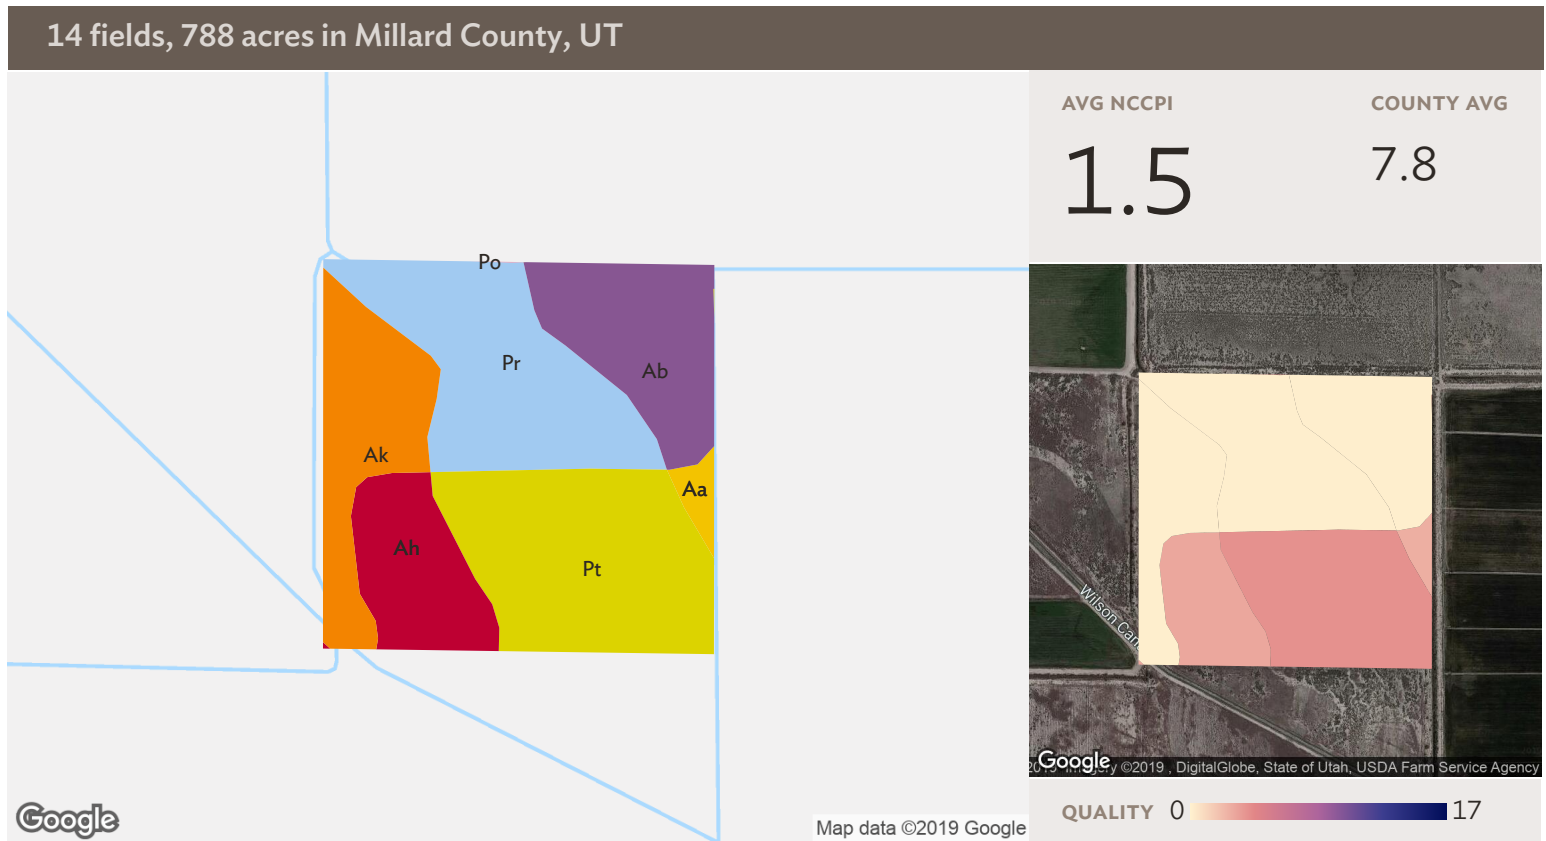 14 fields, 788 acres in Millard County, UT
AVG NCCPI
COUNTY AVG
1.5
7.8
Po
Pr
Ab
Ak
Aa
Ah
Pt
Wilson Can
Google
Imagery ©2019 , DigitalGlobe, State of Utah, USDA Farm Service Agency
Google
Map data ©2019 Google
QUALITY 0 17